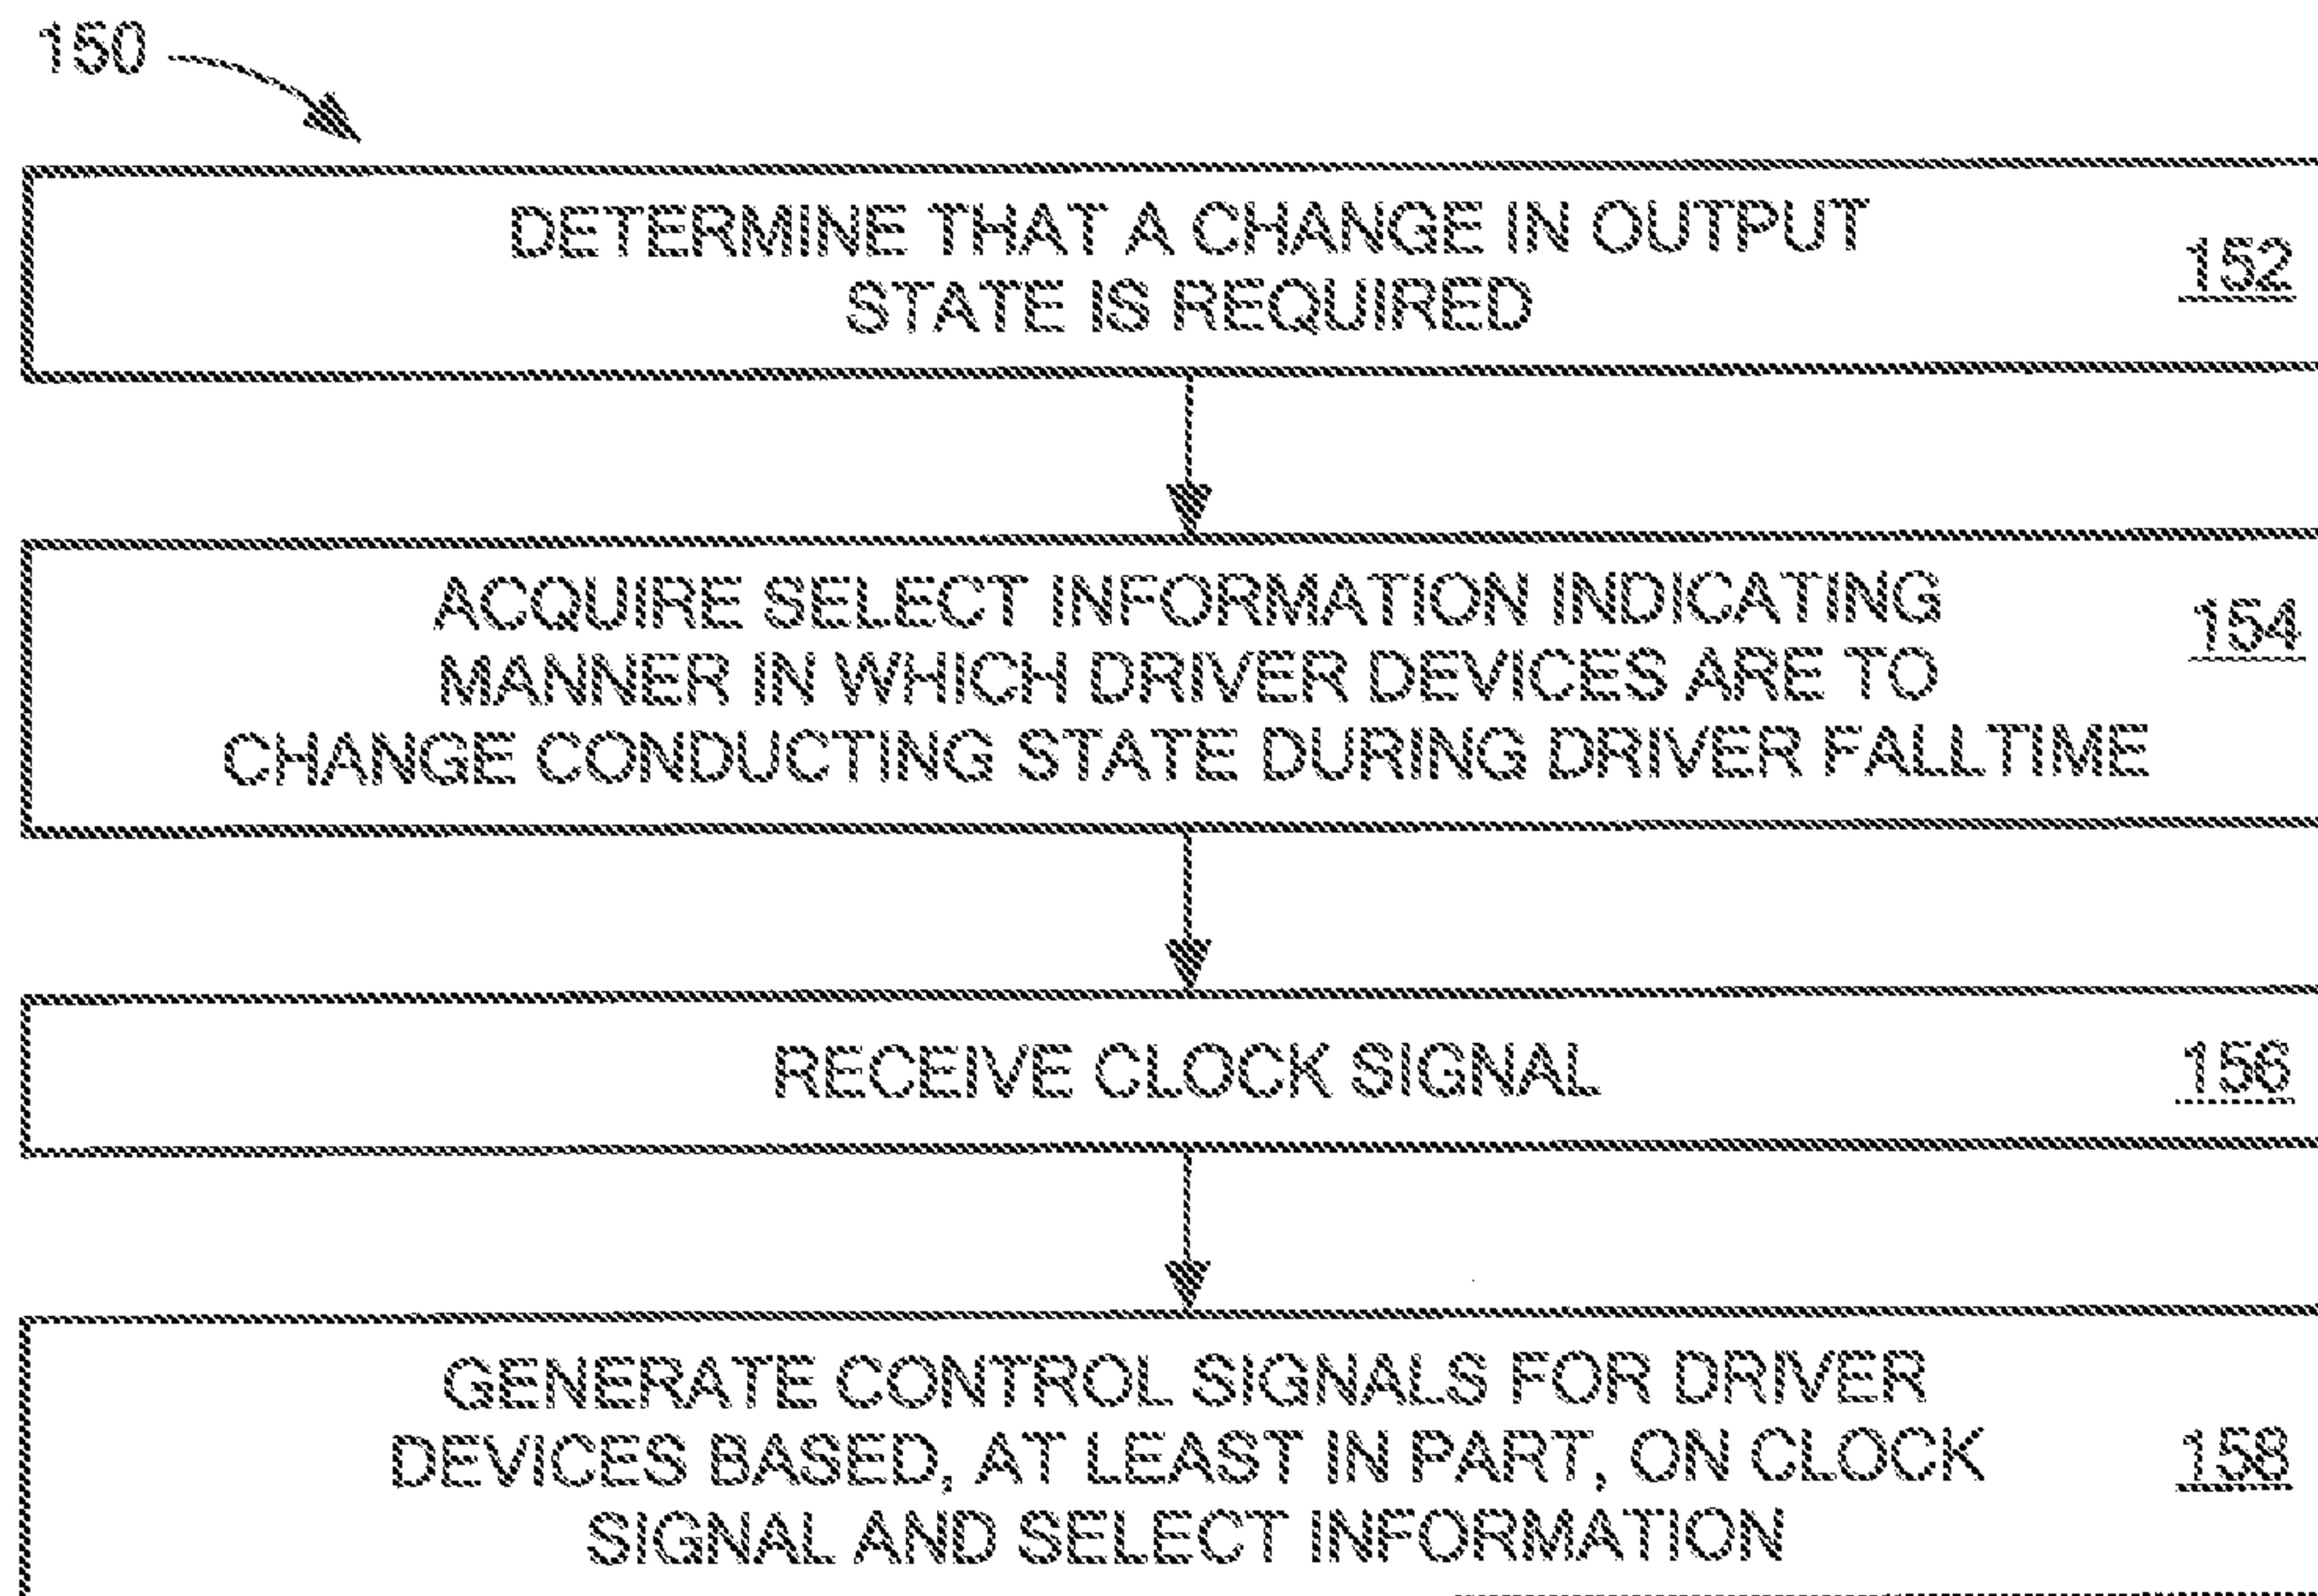 150
DETERMINE THAT A CHANGE IN OUTPUT
STATE IS REQUIRED
152
ACQUIRE SELECT INFORMATION INDICATING
MANNER IN WHICH DRIVER DEVICES ARE TO
CHANGE CONDUCTING STATE DURING DRIVER FALLTIME
154
RECEIVE CLOCK SIGNAL
156
GENERATE CONTROL SIGNALS FOR DRIVER
DEVICES BASED, AT LEAST IN PART, ON CLOCK
SIGNAL AND SELECT INFORMATION
158